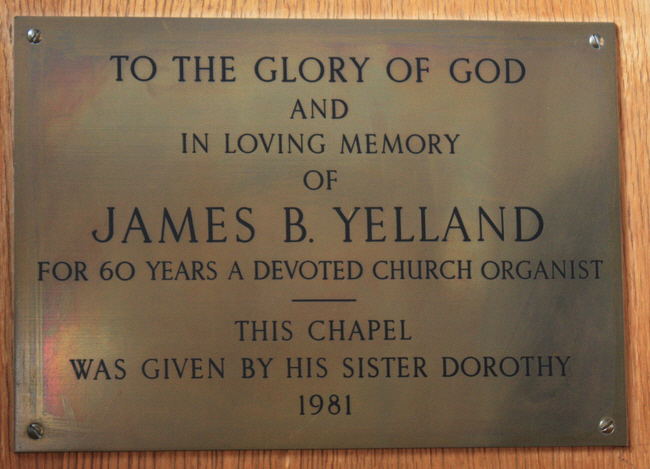 TO THE GLORY OF GOD
AND
IN LOVING MEMORY
OF
JAMES B. YELLAND
FOR 60 YEARS A DEVOTED CHURCH ORGANIST
THIS CHAPEL
WAS GIVEN BY HIS SISTER DOROTHY
1981